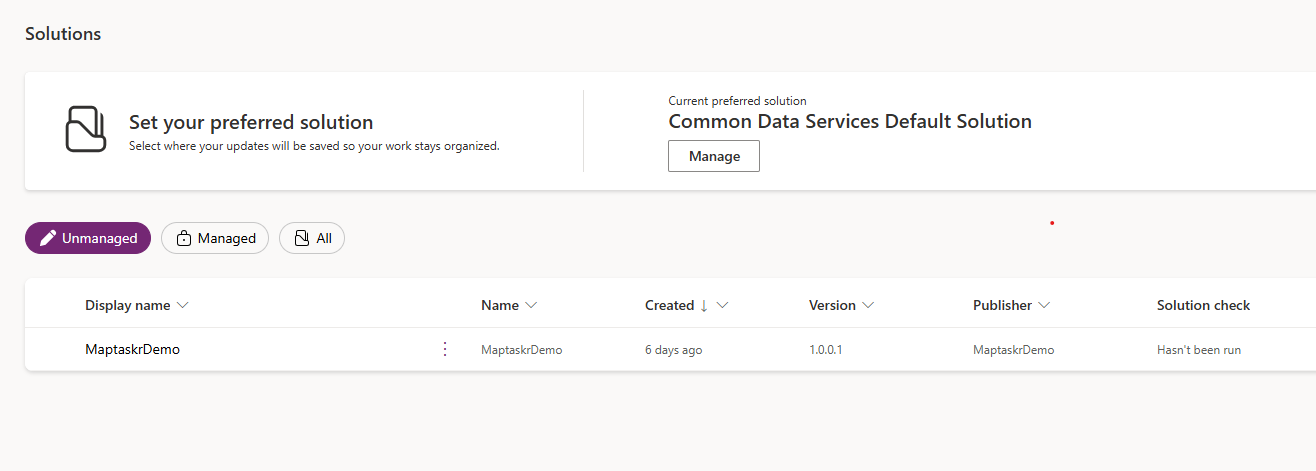 Solutions
Set your preferred solution
Select where your updates will be saved so your work stays organized.
Current preferred solution
Common Data Services Default Solution
Manage
Unmanaged Managed All
Display name Name Created Version Publisher Solution check
MaptaskrDemo MaptaskrDemo 6 days ago 1.0.0.1 MaptaskrDemo Hasn't been run